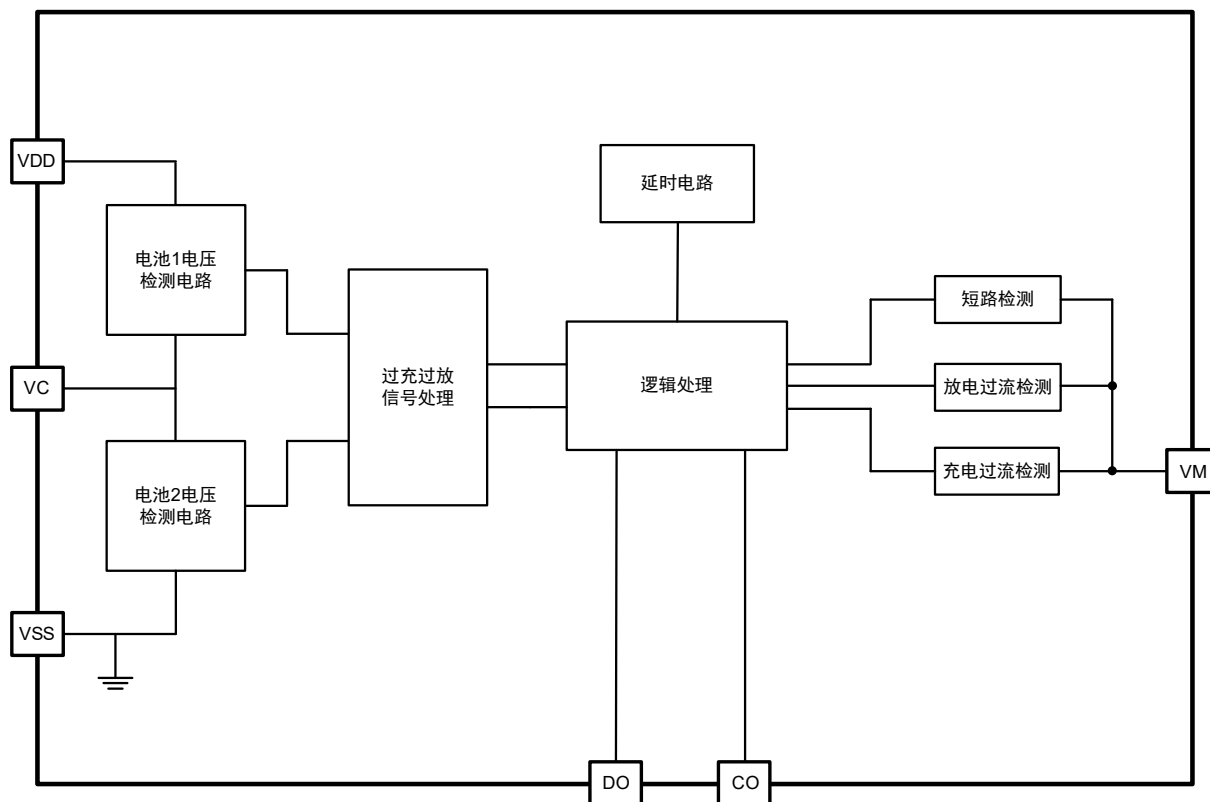 VDD
延时电路
电池1电压
检测电路
短路检测
VC
过充过放
信号处理
逻辑处理
放电过流检测
充电过流检测
VM
电池2电压
检测电路
VSS
DO
CO